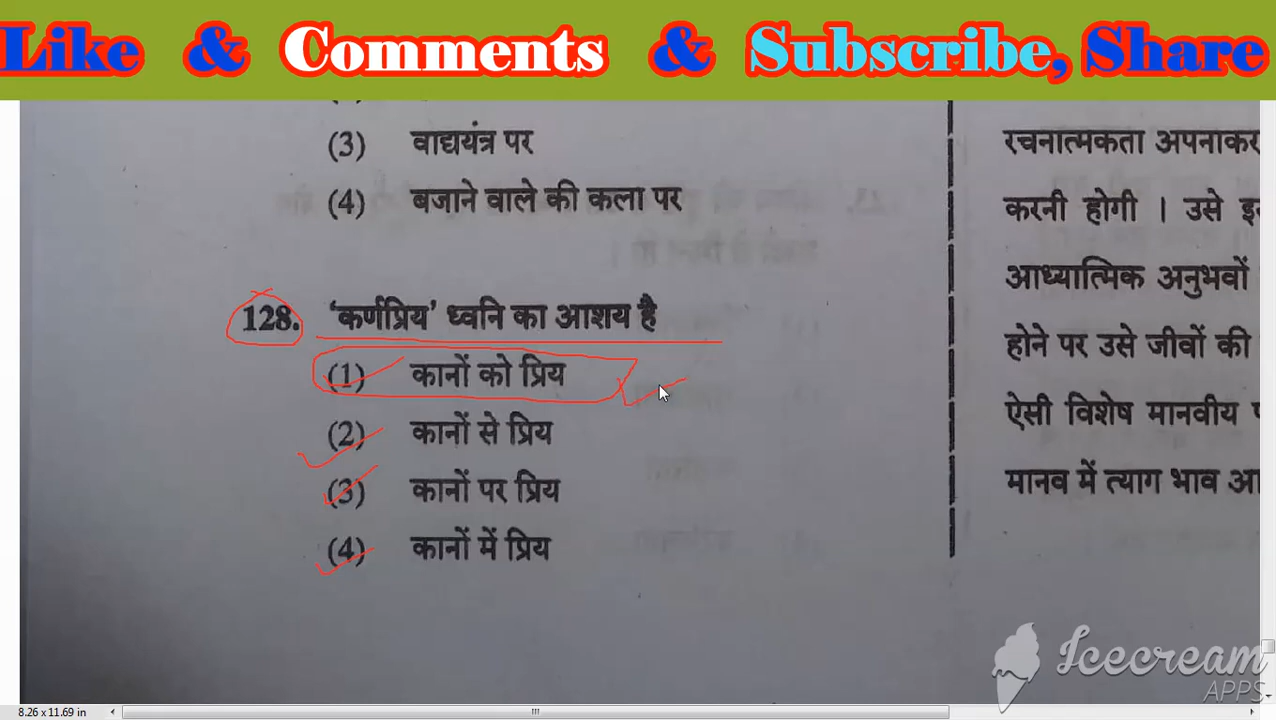 Like & Comments & Subscribe, Share
(3) वाद्ययंत्र पर
(4) बजाने वाले की कला पर
128. 'कर्णप्रिय' ध्वनि का आशय है
(1) कानों को प्रिय
(2) कानों से प्रिय
(3) कानों पर प्रिय
(4) कानों में प्रिय
रचनात्मकता अपनाकर
करनी होगी । उसे
आध्यात्मिक अनुभवों
होने पर उसे जीवों की
ऐसी विशेष मानवीय
मानव में त्याग भाव
Icecream
APPS
8.26 x 11.69 in